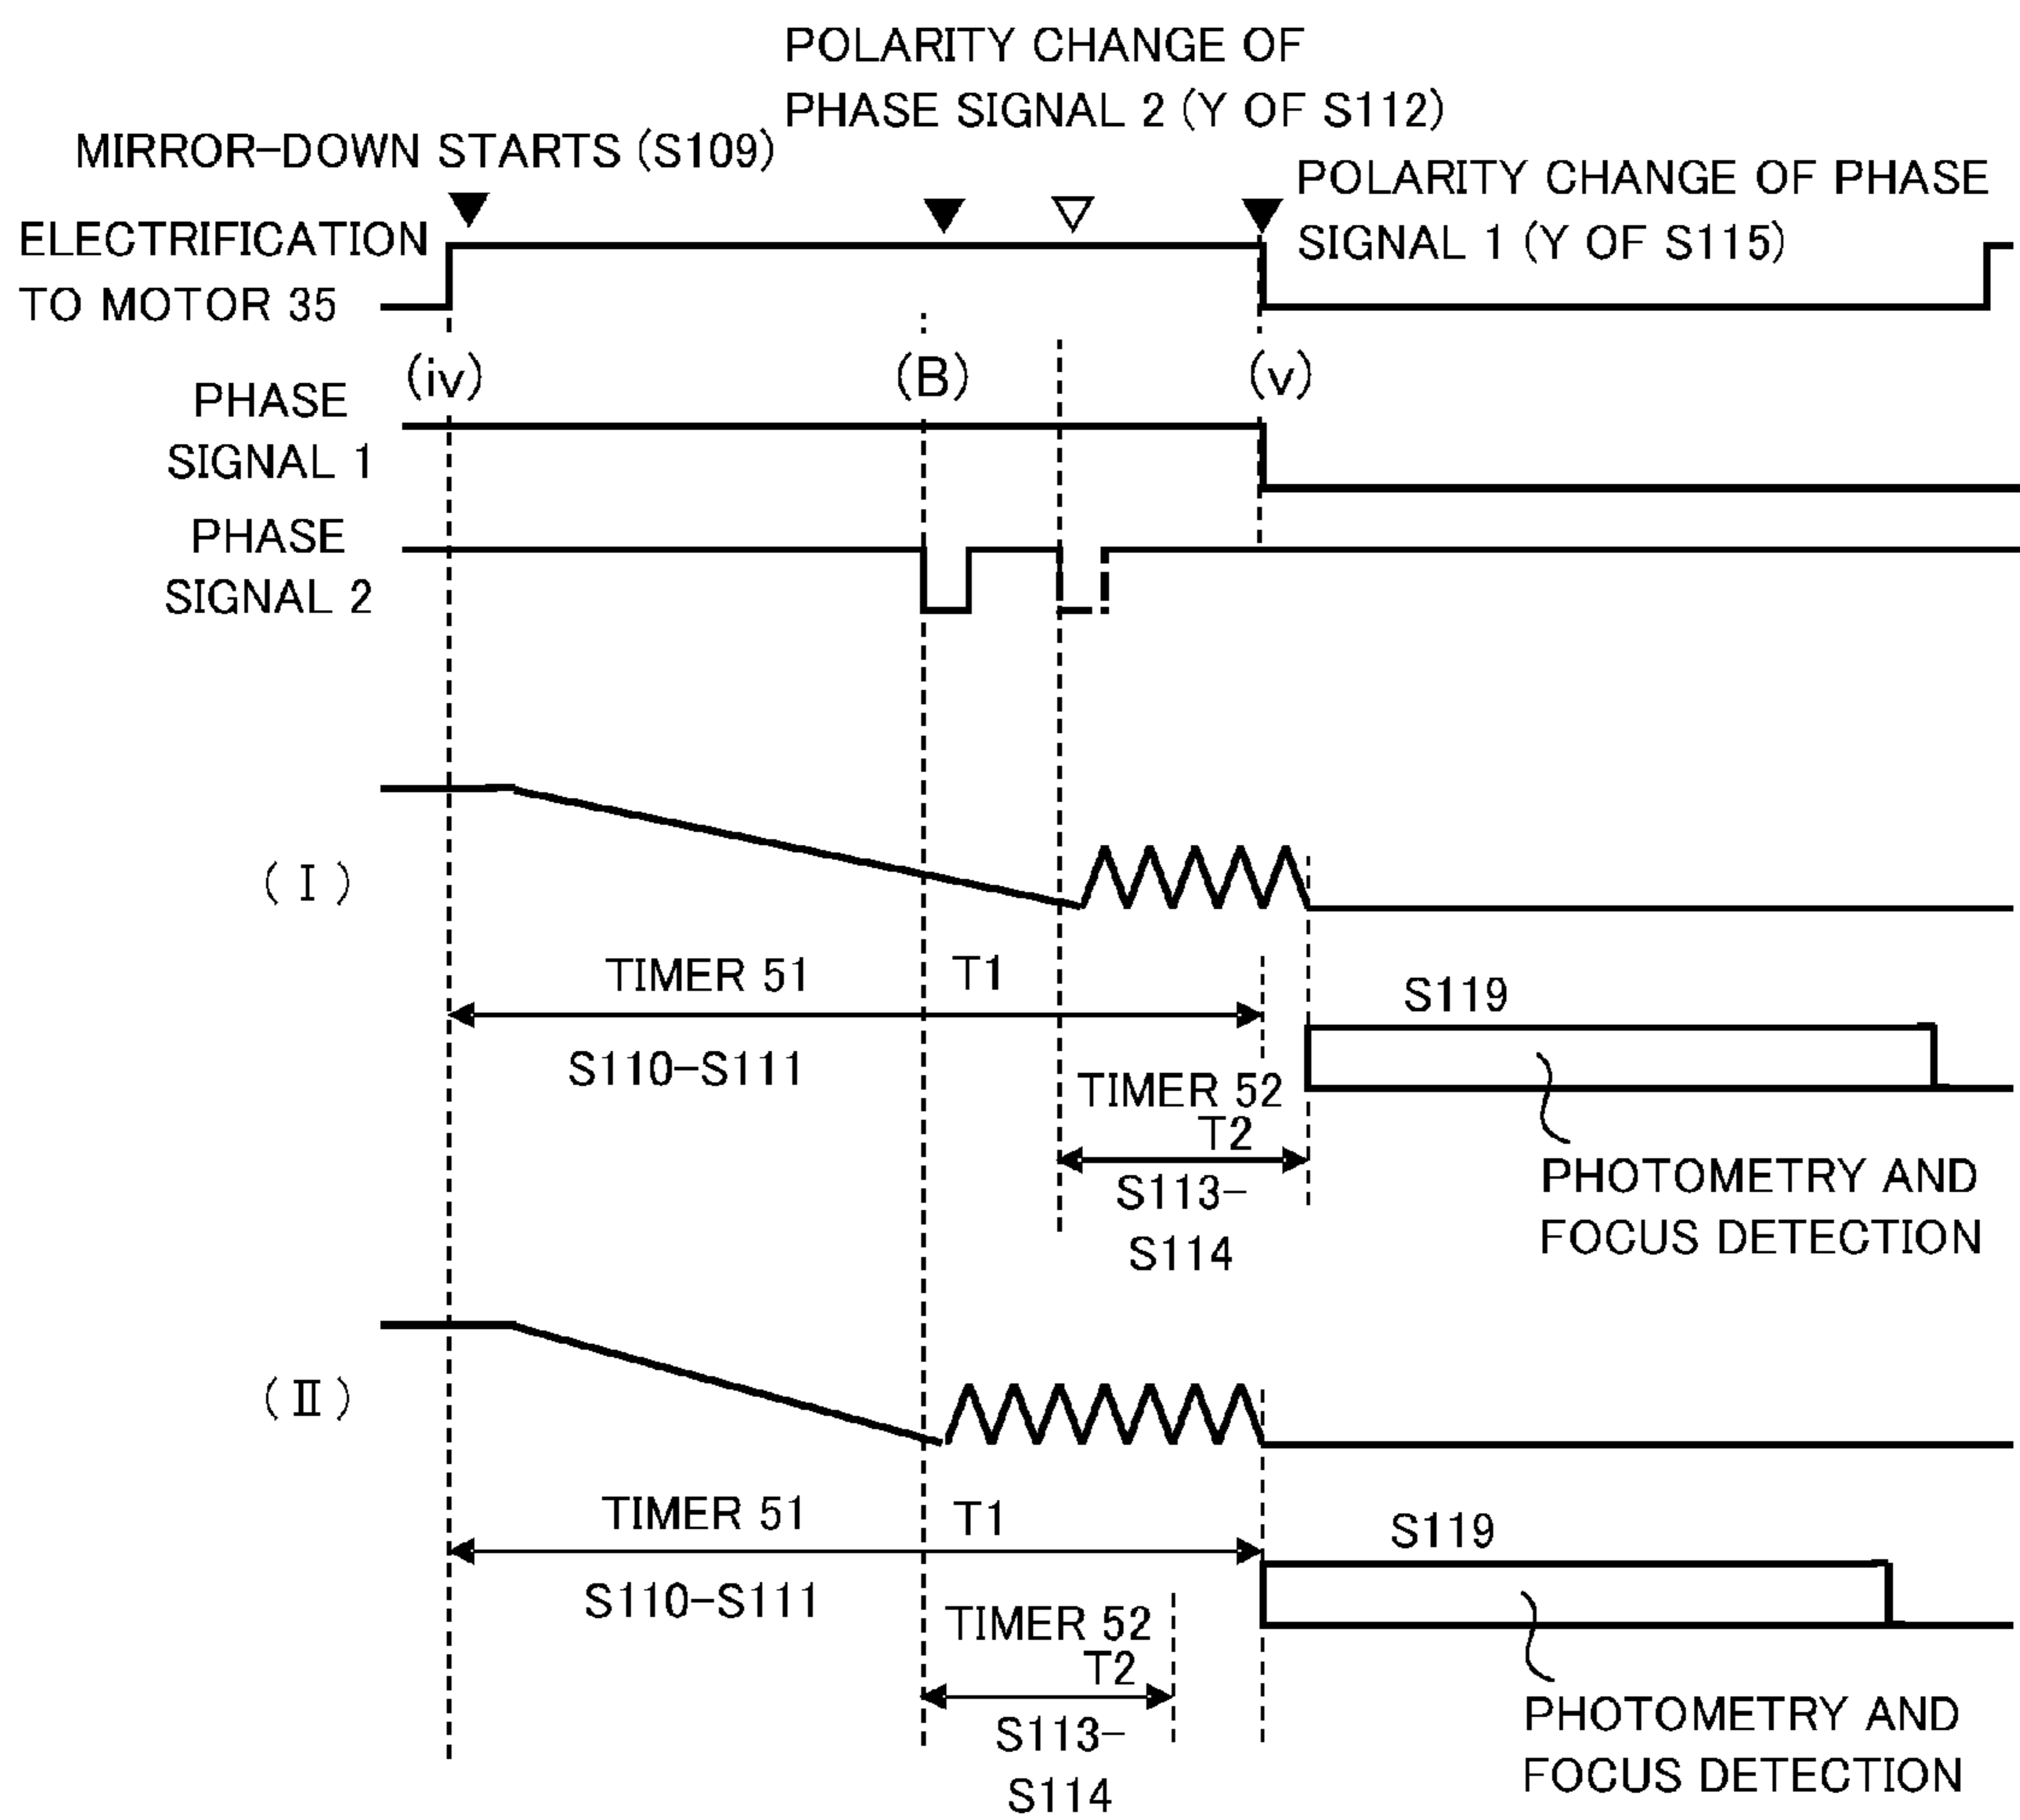 POLARITY CHANGE OF
PHASE SIGNAL 2 (Y OF S112)
MIRROR-DOWN STARTS (S109)
POLARITY CHANGE OF PHASE
SIGNAL 1 (Y OF S115)
ELECTRIFICATION
TO MOTOR 35
(iv)
(B)
(v)
PHASE
SIGNAL 1
PHASE
SIGNAL 2
(I)
TIMER 51
T1
S110-S111
S119
TIMER 52
T2
S113-
S114
PHOTOMETRY AND
FOCUS DETECTION
(II)
TIMER 51
T1
S110-S111
S119
TIMER 52
T2
S113-
S114
PHOTOMETRY AND
FOCUS DETECTION